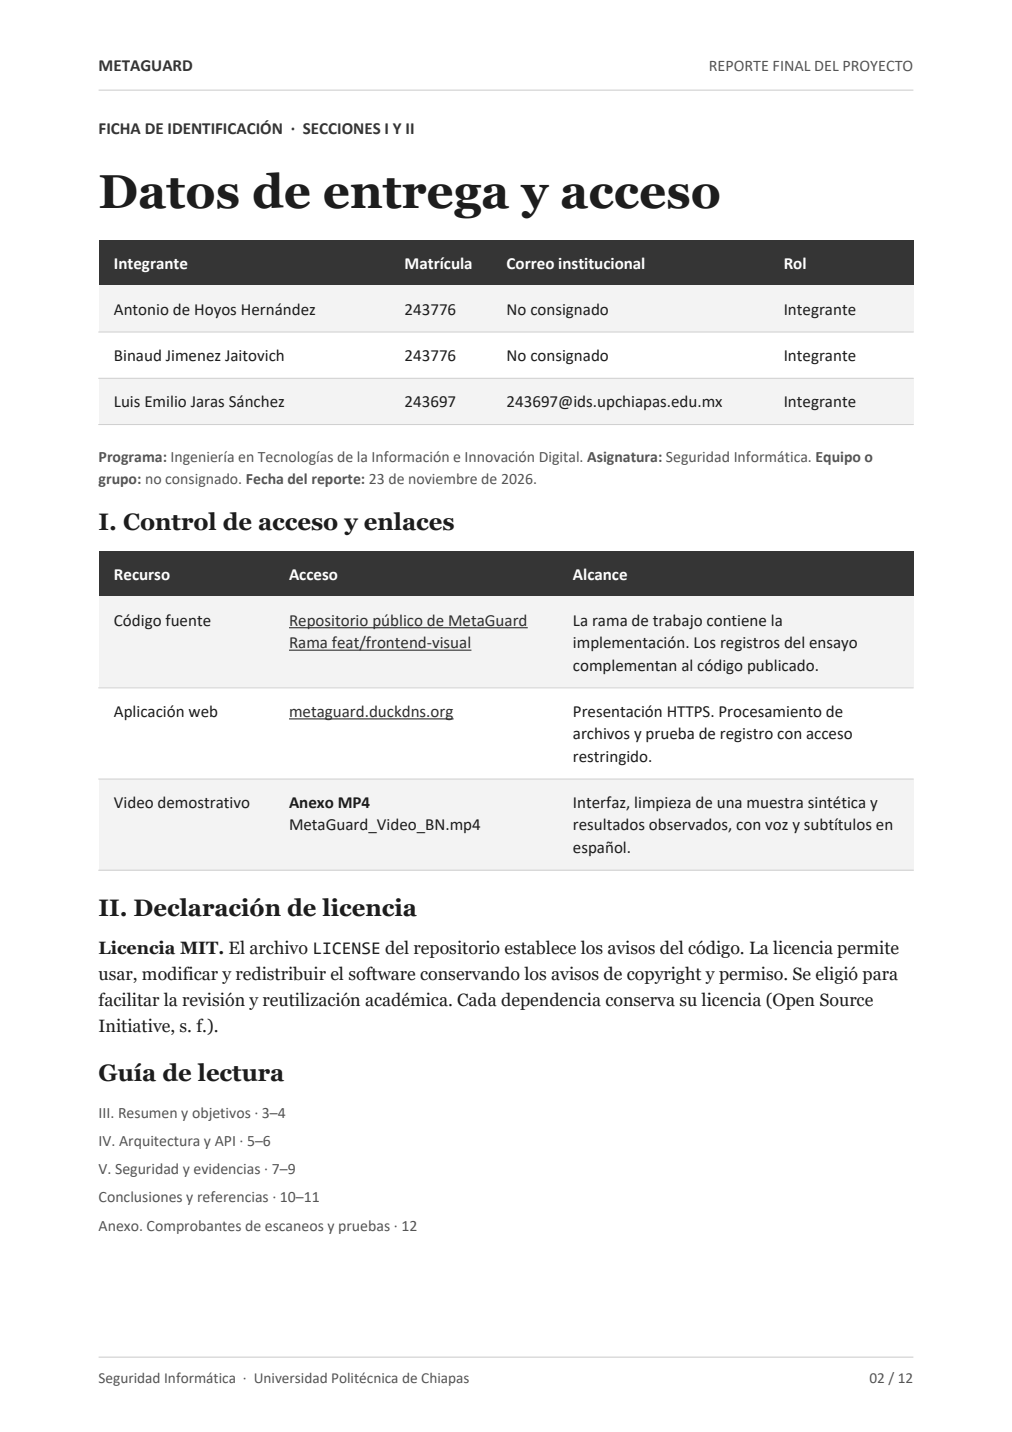 METAGUARD REPORTE FINAL DEL PROYECTO
FICHA DE IDENTIFICACIÓN · SECCIONES I Y II
Datos de entrega y acceso
Integrante Matrícula Correo institucional Rol
Antonio de Hoyos Hernández 243776 No consignado Integrante
Binaud Jimenez Jaitovich 243776 No consignado Integrante
Luis Emilio Jaras Sánchez 243697 243697@ids.upchiapas.edu.mx Integrante
Programa: Ingeniería en Tecnologías de la Información e Innovación Digital. Asignatura: Seguridad Informática. Equipo o
grupo: no consignado. Fecha del reporte: 23 de noviembre de 2026.
I. Control de acceso y enlaces
Recurso Acceso Alcance
Código fuente Repositorio público de MetaGuard La rama de trabajo contiene la
Rama feat/frontend-visual implementación. Los registros del ensayo
complementan al código publicado.
Aplicación web metaguard.duckdns.org Presentación HTTPS. Procesamiento de
archivos y prueba de registro con acceso
restringido.
Video demostrativo Anexo MP4 Interfaz, limpieza de una muestra sintética y
MetaGuard_Video_BN.mp4 resultados observados, con voz y subtítulos en
español.
II. Declaración de licencia
Licencia MIT. El archivo LICENSE del repositorio establece los avisos del código. La licencia permite
usar, modificar y redistribuir el software conservando los avisos de copyright y permiso. Se eligió para
facilitar la revisión y reutilización académica. Cada dependencia conserva su licencia (Open Source
Initiative, s. f.).
Guía de lectura
III. Resumen y objetivos · 3–4
IV. Arquitectura y API · 5–6
V. Seguridad y evidencias · 7–9
Conclusiones y referencias · 10–11
Anexo. Comprobantes de escaneos y pruebas · 12
Seguridad Informática · Universidad Politécnica de Chiapas 02 / 12